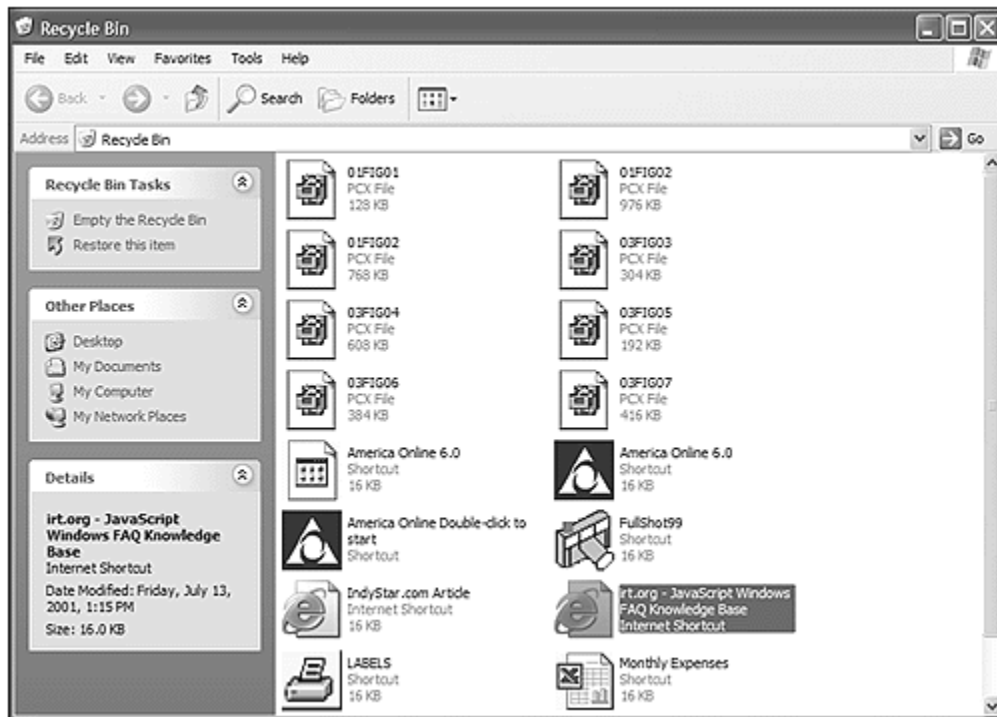 Recycle Bin
File Edit View Favorites Tools Help
Back Search Folders
Address Recycle Bin Go
Recycle Bin Tasks
Empty the Recycle Bin
Restore this item
Other Places
Desktop
My Documents
My Computer
My Network Places
Details
irt.org - JavaScript
Windows FAQ Knowledge
Base
Internet Shortcut
Date Modified: Friday, July 13,
2001, 1:15 PM
Size: 16.0 KB
01FIG01
PCX File
128 KB
01FIG02
PCX File
976 KB
01FIG02
PCX File
768 KB
03FIG03
PCX File
304 KB
03FIG04
PCX File
608 KB
03FIG05
PCX File
192 KB
03FIG06
PCX File
384 KB
03FIG07
PCX File
416 KB
America Online 6.0
Shortcut
16 KB
America Online 6.0
Shortcut
16 KB
America Online Double-click to
start
Shortcut
FullShot99
Shortcut
16 KB
IndyStar.com Article
Internet Shortcut
16 KB
irt.org - JavaScript Windows
FAQ Knowledge Base
Internet Shortcut
LABELS
Shortcut
16 KB
Monthly Expenses
Shortcut
16 KB